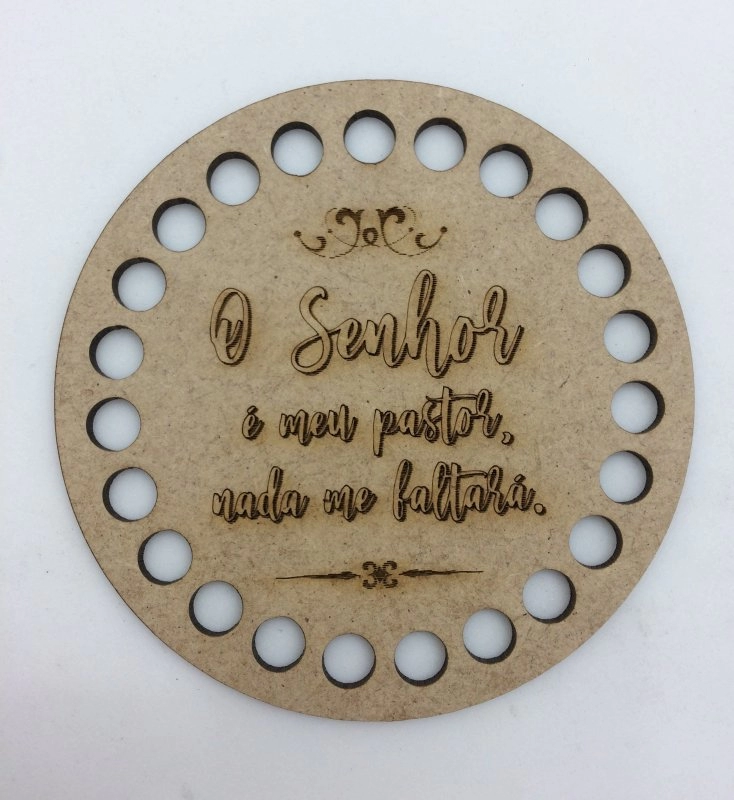 O Senhor
é meu pastor,
nada me faltará.